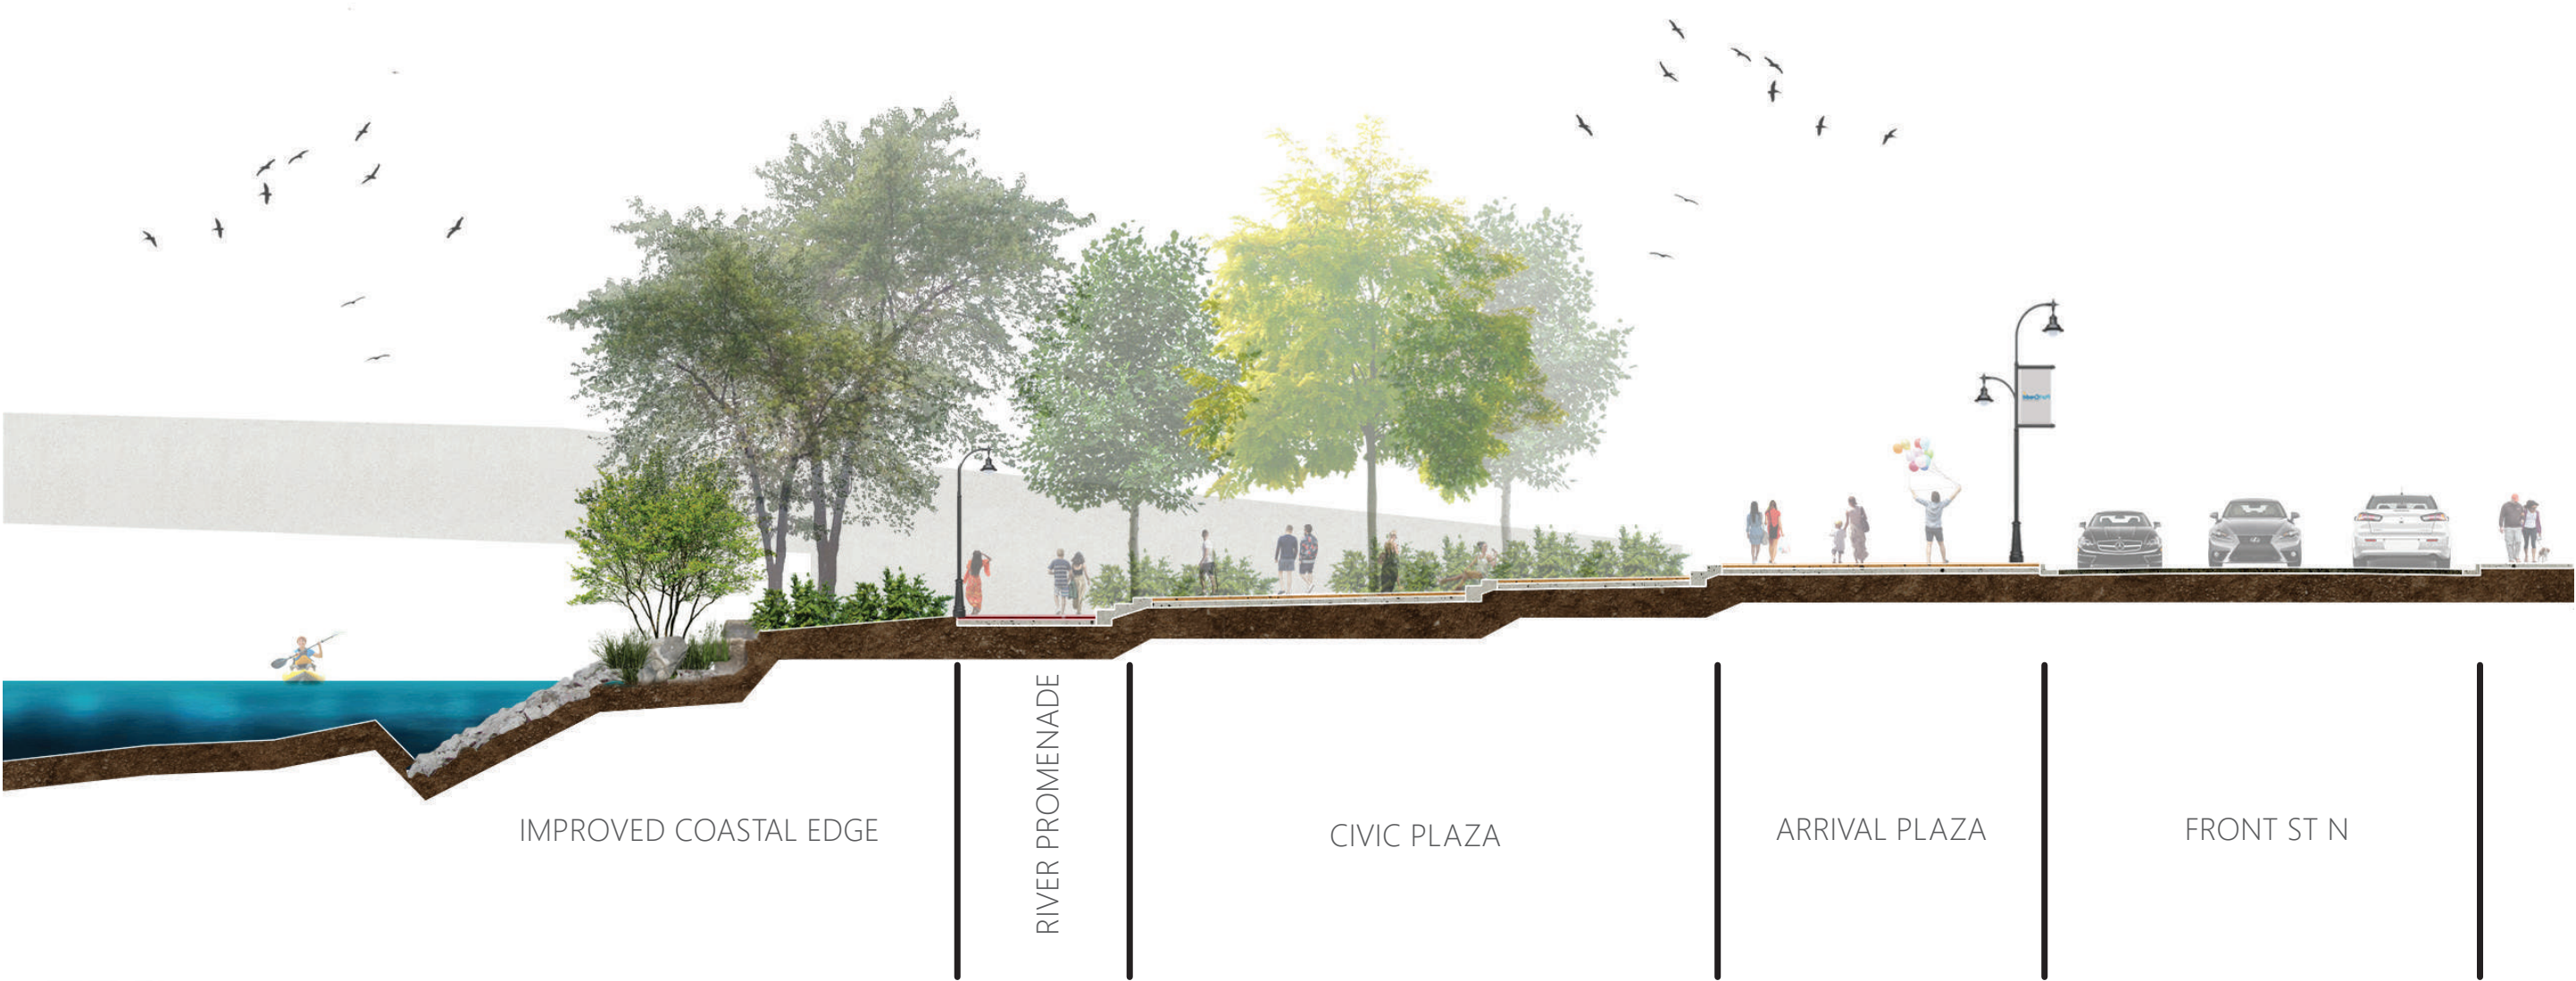 IMPROVED COASTAL EDGE
RIVER PROMENADE
CIVIC PLAZA
ARRIVAL PLAZA
FRONT ST N